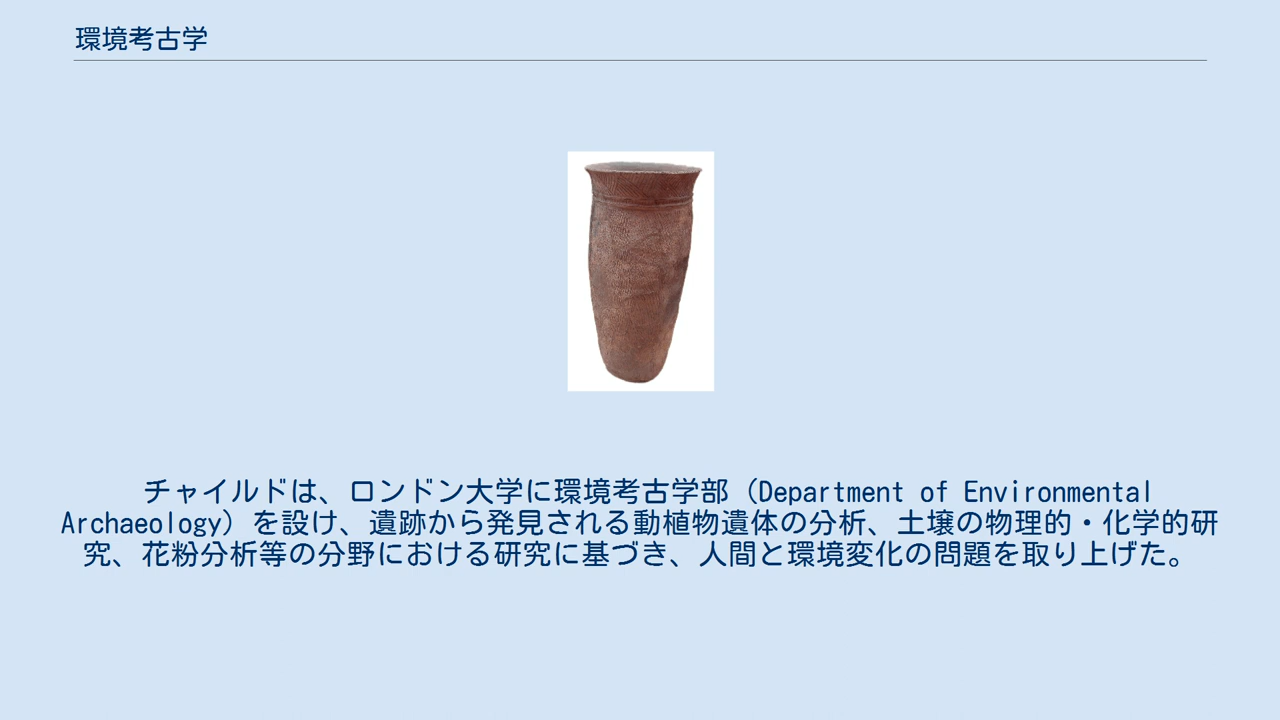 環境考古学
チャイルドは、ロンドン大学に環境考古学部（Department of Environmental
Archaeology）を設け、遺跡から発見される動植物遺体の分析、土壌の物理的・化学的研
究、花粉分析等の分野における研究に基づき、人間と環境変化の問題を取り上げた。